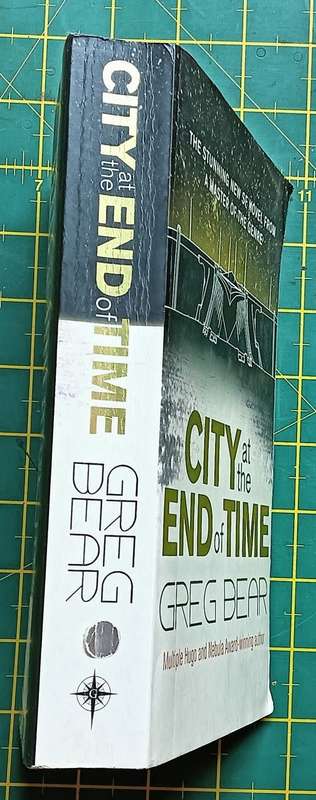 CITY at
the END of TIME
GREG
BEAR
G
THE STUNNING NEW SF NOVEL FROM
A MASTER OF THE GENRE
CITY at
the
END of TIME
GREG BEAR
Multiple Hugo and Nebula Award-winning author
7
11